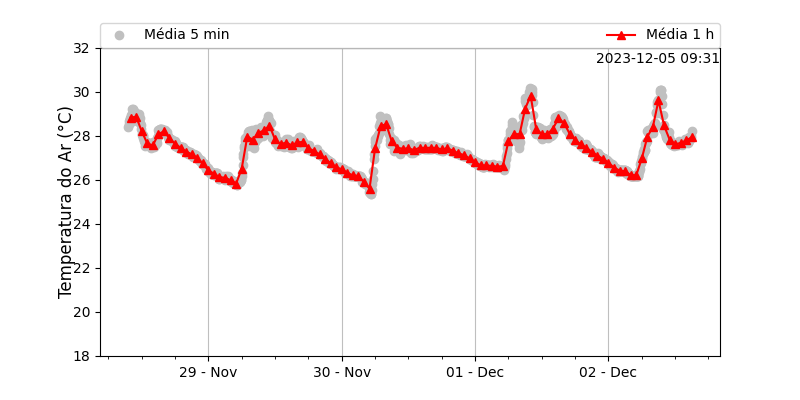 Média 5 min
Média 1 h
2023-12-05 09:31
Temperatura do Ar (°C)
32
30
28
26
24
22
20
18
29 - Nov
30 - Nov
01 - Dec
02 - Dec